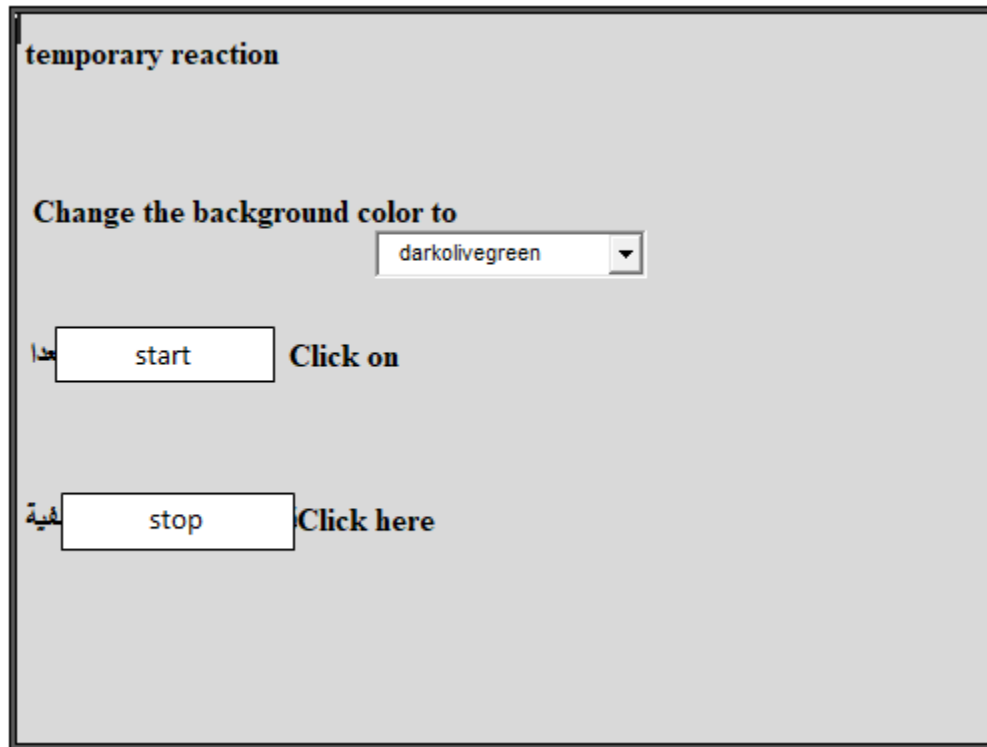 temporary reaction
Change the background color to
darkolivegreen
start Click on
stop Click here